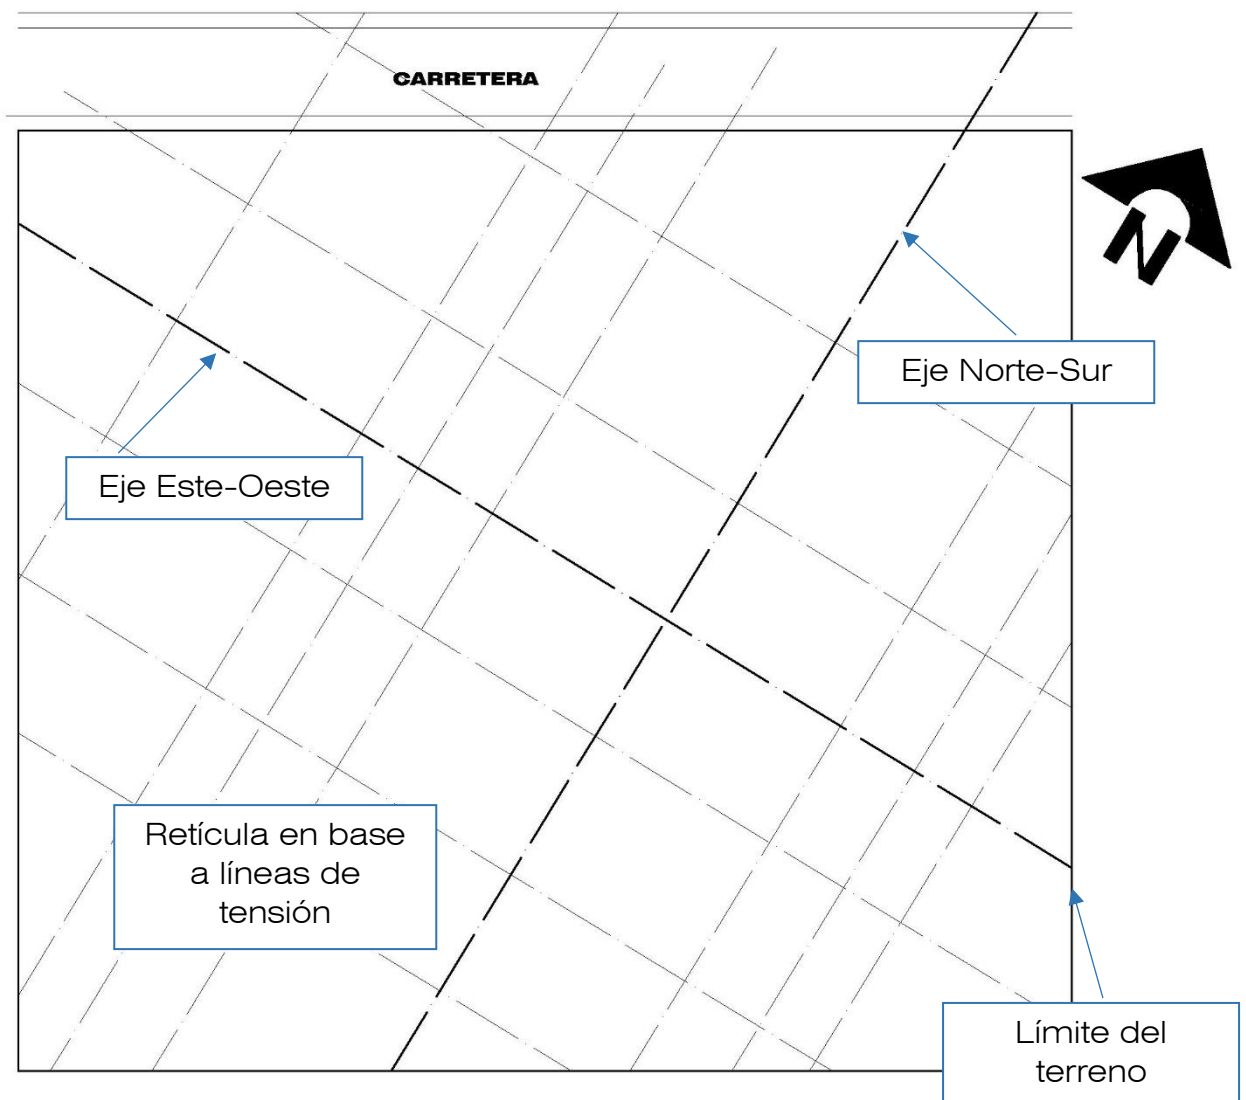 CARRETERA
N
Eje Norte-Sur
Eje Este-Oeste
Retícula en base
a líneas de
tensión
Límite del
terreno